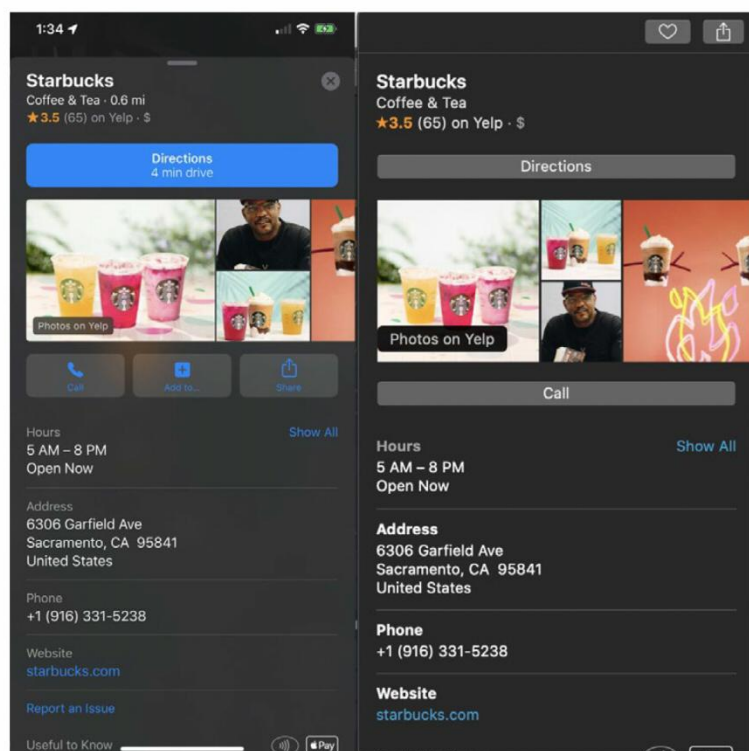 1:34
Starbucks
Coffee & Tea · 0.6 mi
★3.5 (65) on Yelp · $
Directions
4 min drive
Photos on Yelp
Call
Add to...
Share
Hours
Show All
5 AM – 8 PM
Open Now
Address
6306 Garfield Ave
Sacramento, CA 95841
United States
Phone
+1 (916) 331-5238
Website
starbucks.com
Report an Issue
Useful to Know
Pay
Starbucks
Coffee & Tea
★3.5 (65) on Yelp · $
Directions
Photos on Yelp
Call
Hours
Show All
5 AM – 8 PM
Open Now
Address
6306 Garfield Ave
Sacramento, CA 95841
United States
Phone
+1 (916) 331-5238
Website
starbucks.com